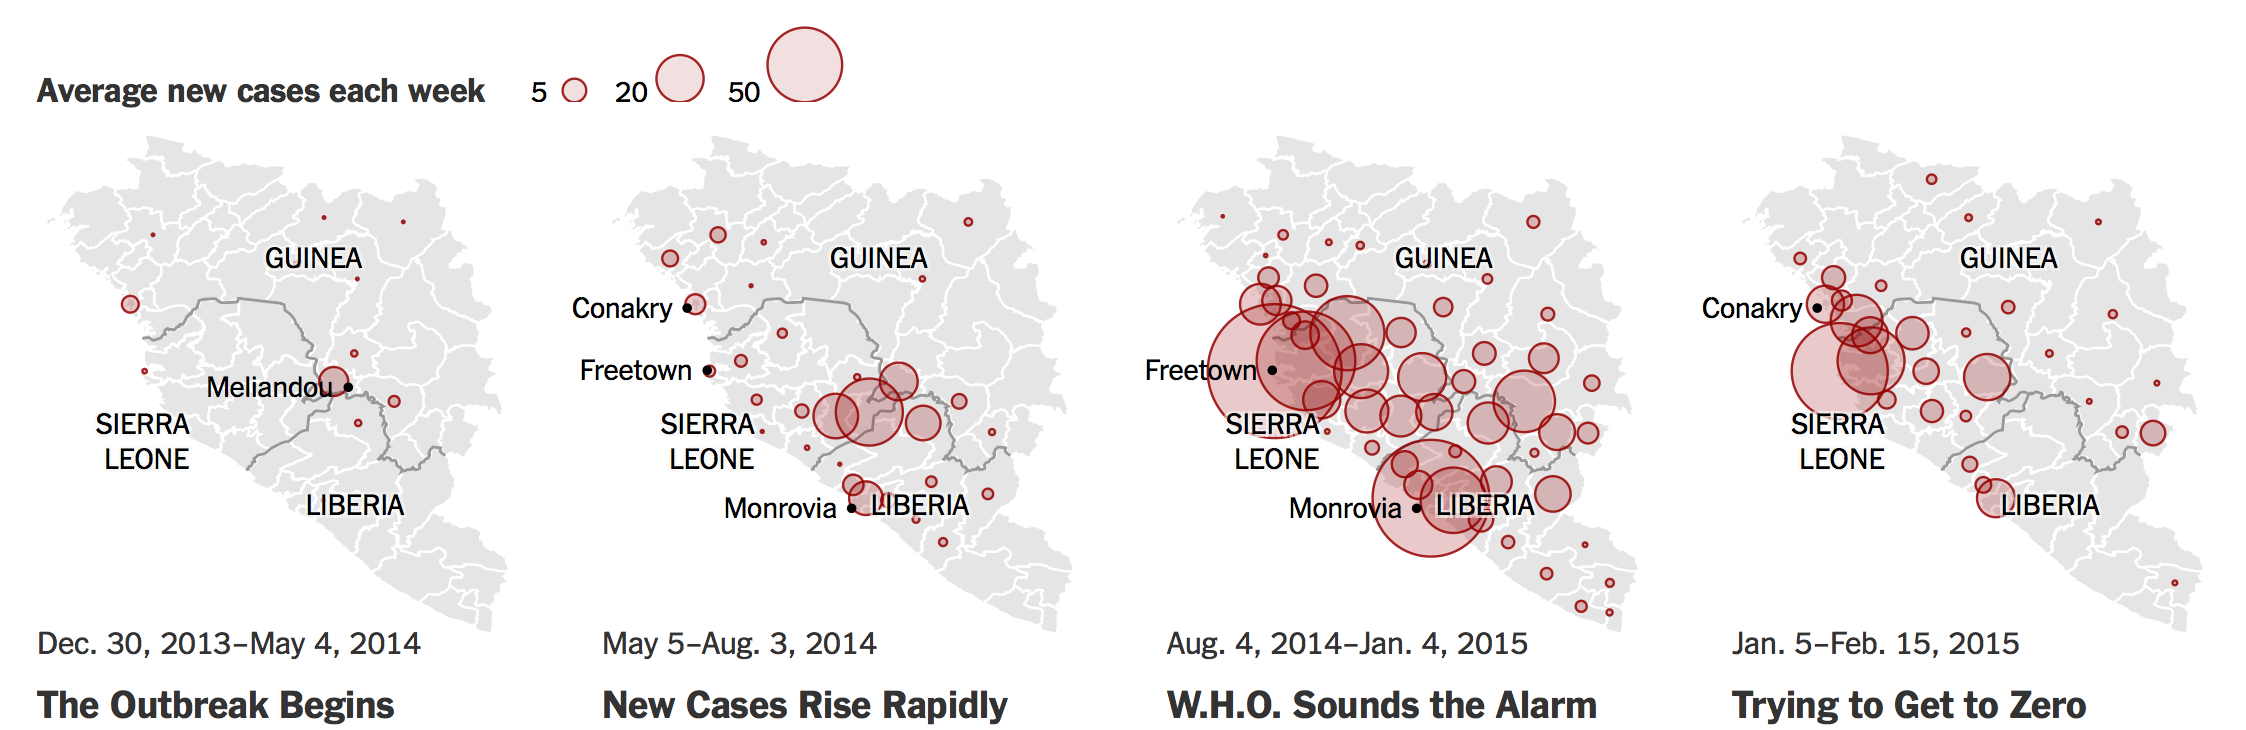 Average new cases each week 5 20 50
GUINEA
Meliandou
SIERRA
LEONE
LIBERIA
Dec. 30, 2013–May 4, 2014
The Outbreak Begins
GUINEA
Conakry
Freetown
SIERRA
LEONE
Monrovia
LIBERIA
May 5–Aug. 3, 2014
New Cases Rise Rapidly
GUINEA
Freetown
SIERRA
LEONE
Monrovia
LIBERIA
Aug. 4, 2014–Jan. 4, 2015
W.H.O. Sounds the Alarm
GUINEA
Conakry
SIERRA
LEONE
LIBERIA
Jan. 5–Feb. 15, 2015
Trying to Get to Zero